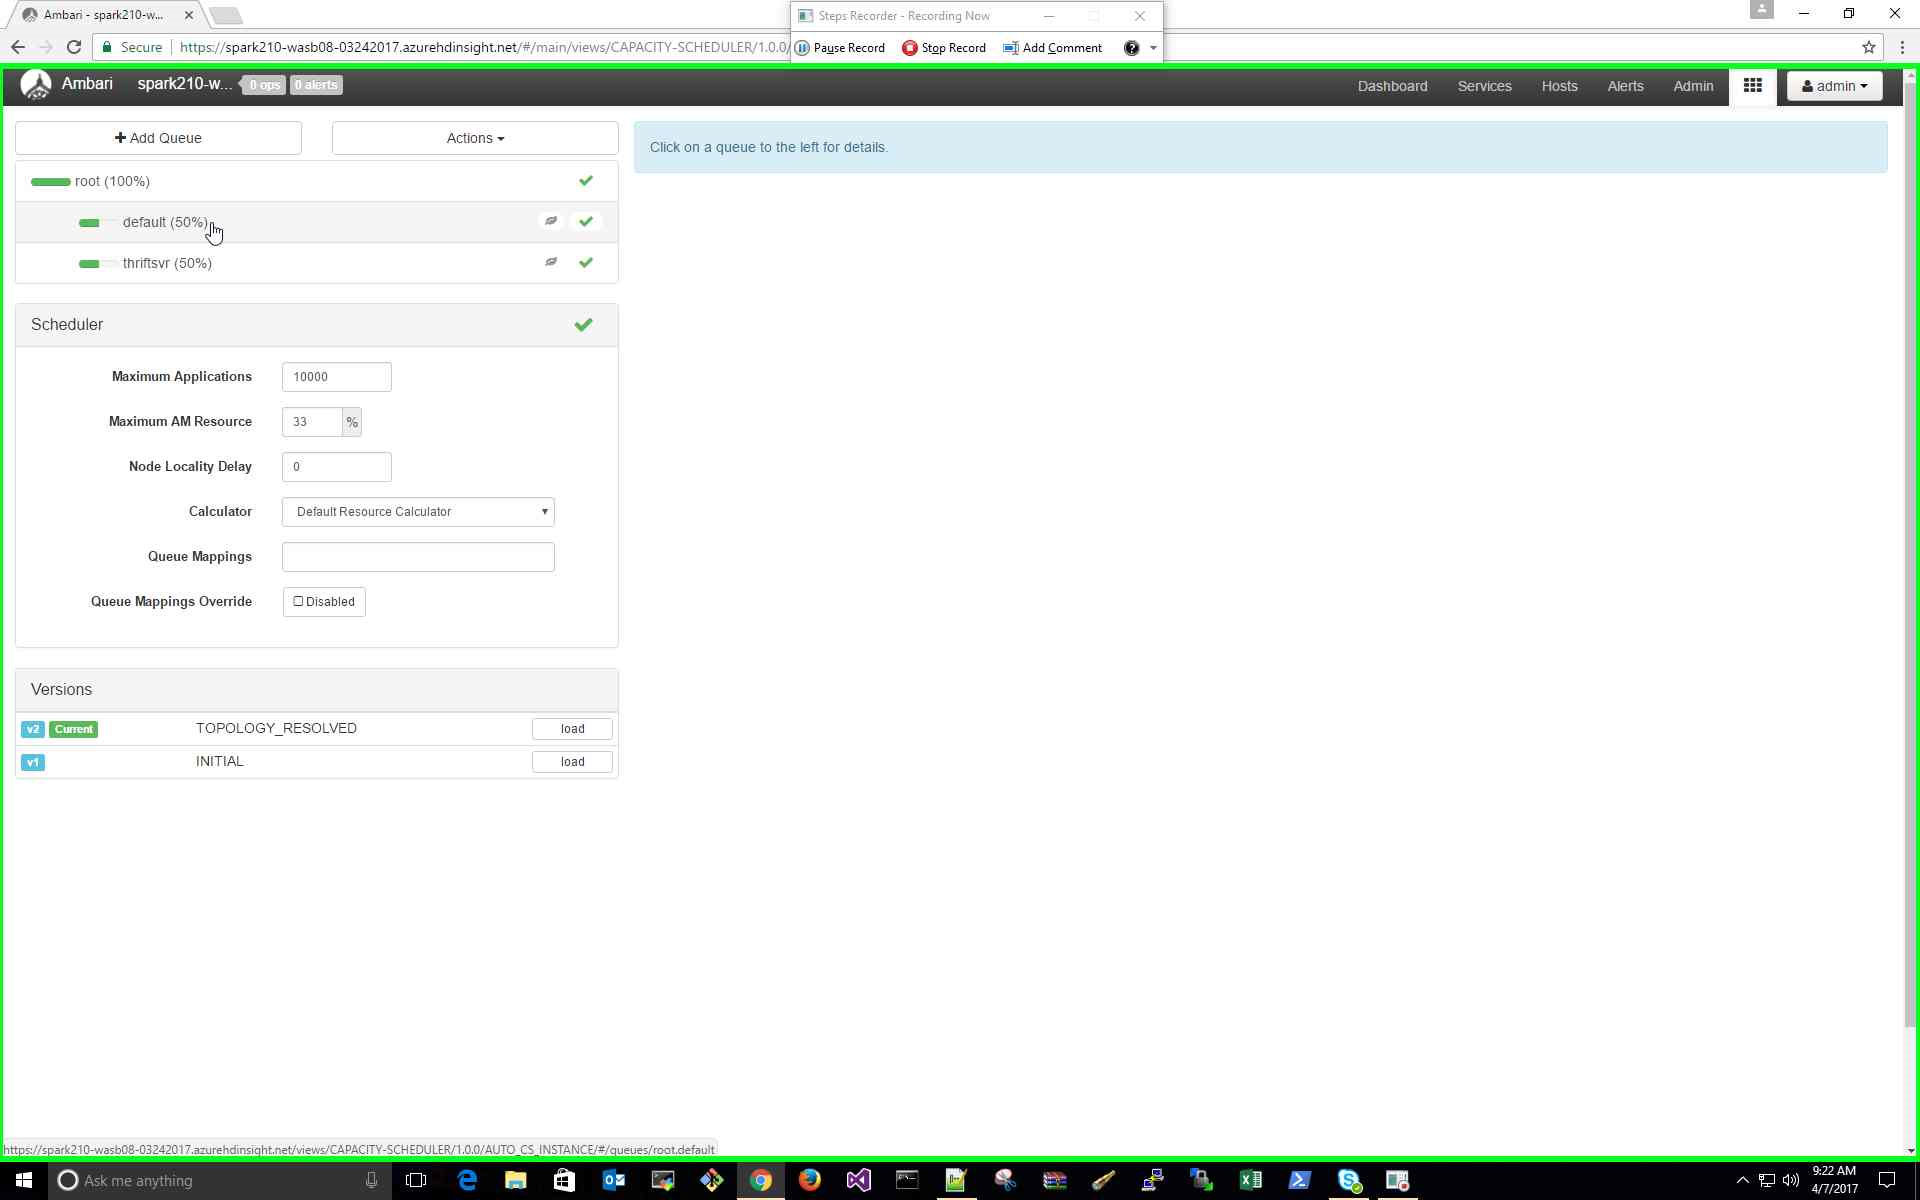 Ambari - spark210-w...
Steps Recorder - Recording Now
Secure
https://spark210-wasb08-03242017.azurehdinsight.net/#/main/views/CAPACITY-SCHEDULER/1.0.0/
Pause Record
Stop Record
Add Comment
Ambari
spark210-w...
0 ops
0 alerts
Dashboard
Services
Hosts
Alerts
Admin
admin
Add Queue
Actions
Click on a queue to the left for details.
root (100%)
default (50%)
thriftsvr (50%)
Scheduler
Maximum Applications
10000
Maximum AM Resource
33
%
Node Locality Delay
0
Calculator
Default Resource Calculator
Queue Mappings
Queue Mappings Override
Disabled
Versions
v2
Current
TOPOLOGY_RESOLVED
load
v1
INITIAL
load
https://spark210-wasb08-03242017.azurehdinsight.net/views/CAPACITY-SCHEDULER/1.0.0/AUTO_CS_INSTANCE/#/queues/root.default
Ask me anything
9:22 AM
4/7/2017